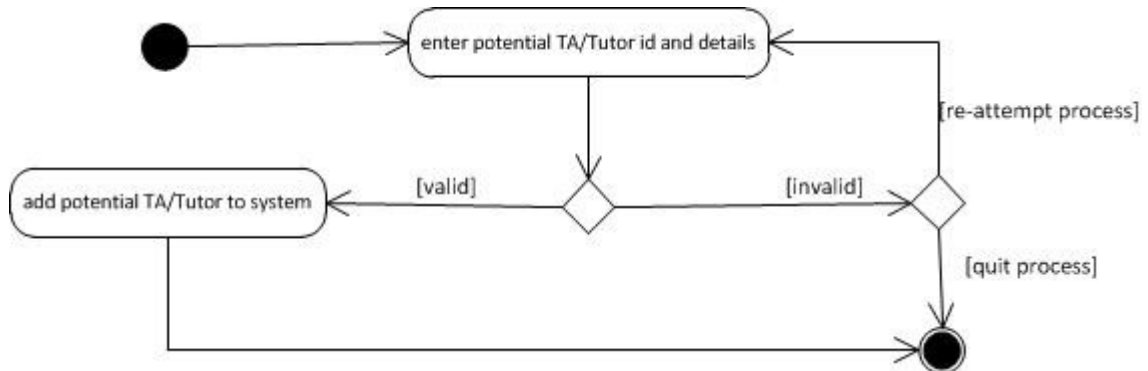 enter potential TA/Tutor id and details
[re-attempt process]
[valid]
[invalid]
add potential TA/Tutor to system
[quit process]